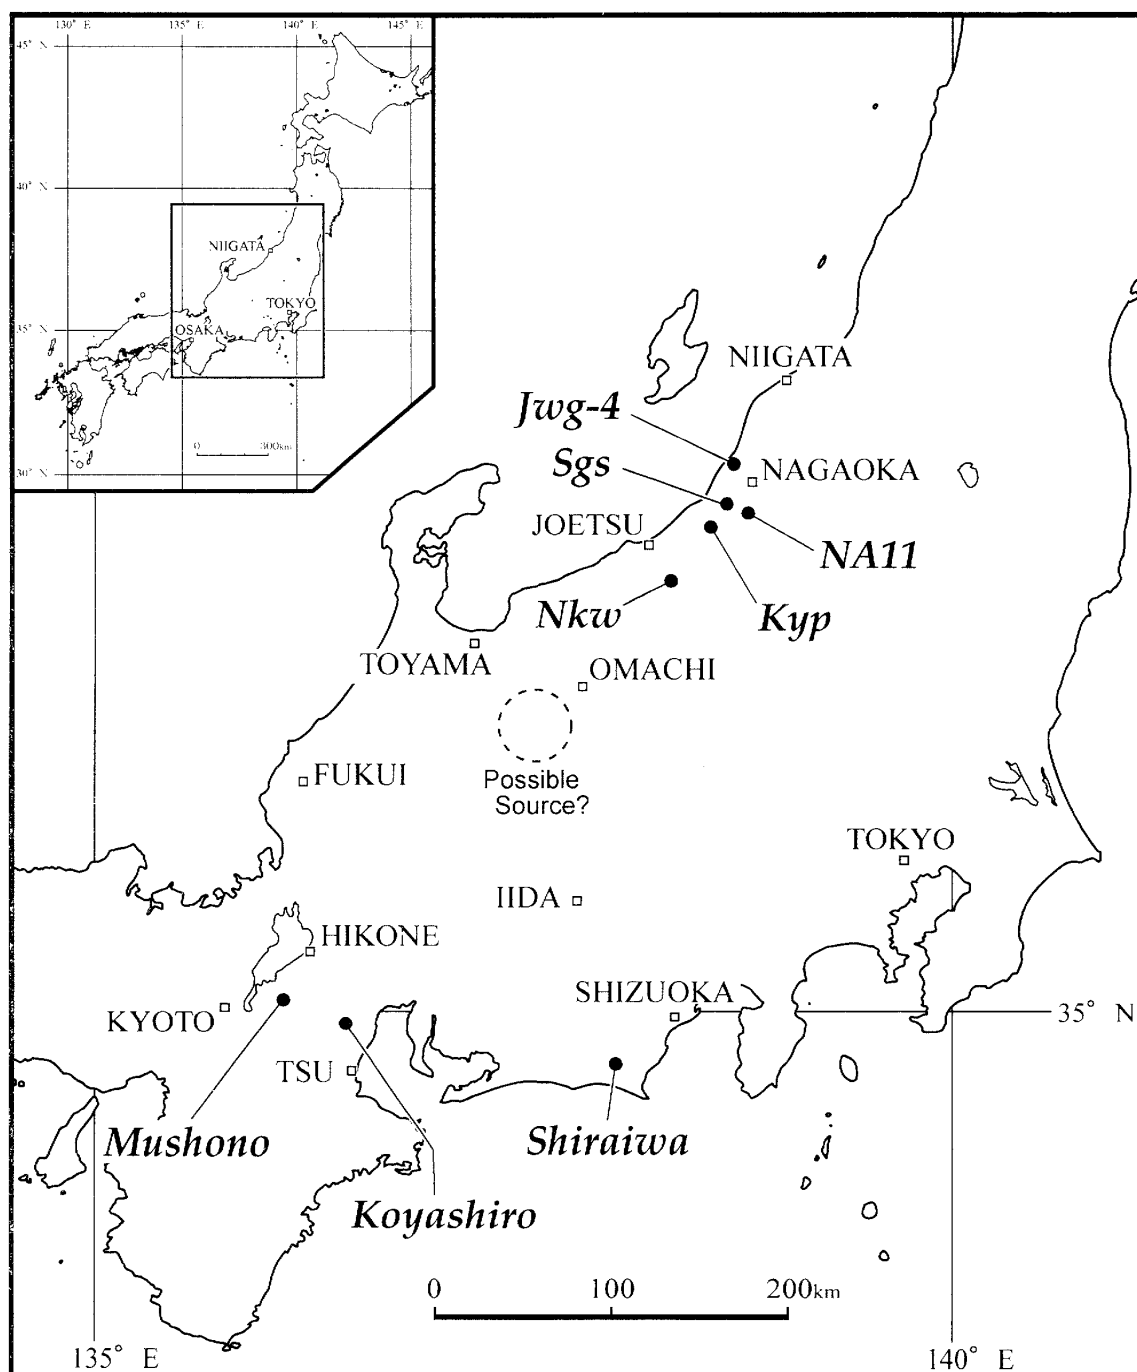 130° E
135° E
140° E
145° E
45° N
40° N
NIIGATA
TOKYO
35° N
OSAKA
0 300km
30° N
NIIGATA
Jwg-4
Sgs
NAGAOKA
JOETSU
NA11
Nkw
Kyp
TOYAMA
OMACHI
Possible
Source?
FUKUI
TOKYO
IIDA
HIKONE
SHIZUOKA
KYOTO
35° N
TSU
Mushono
Shiraiwa
Koyashiro
0 100 200km
135° E
140° E